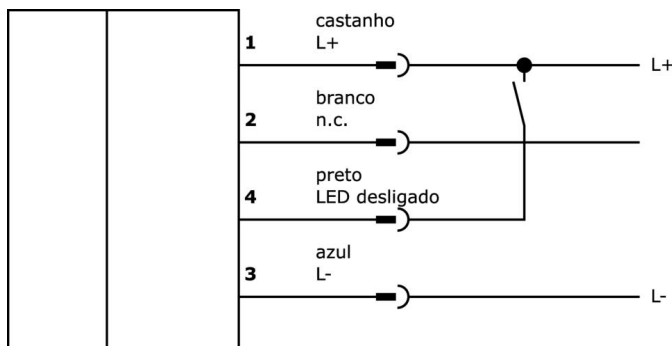 castanho
1 L+ L+
branco
2 n.c.
preto
4 LED desligado
azul
3 L- L-